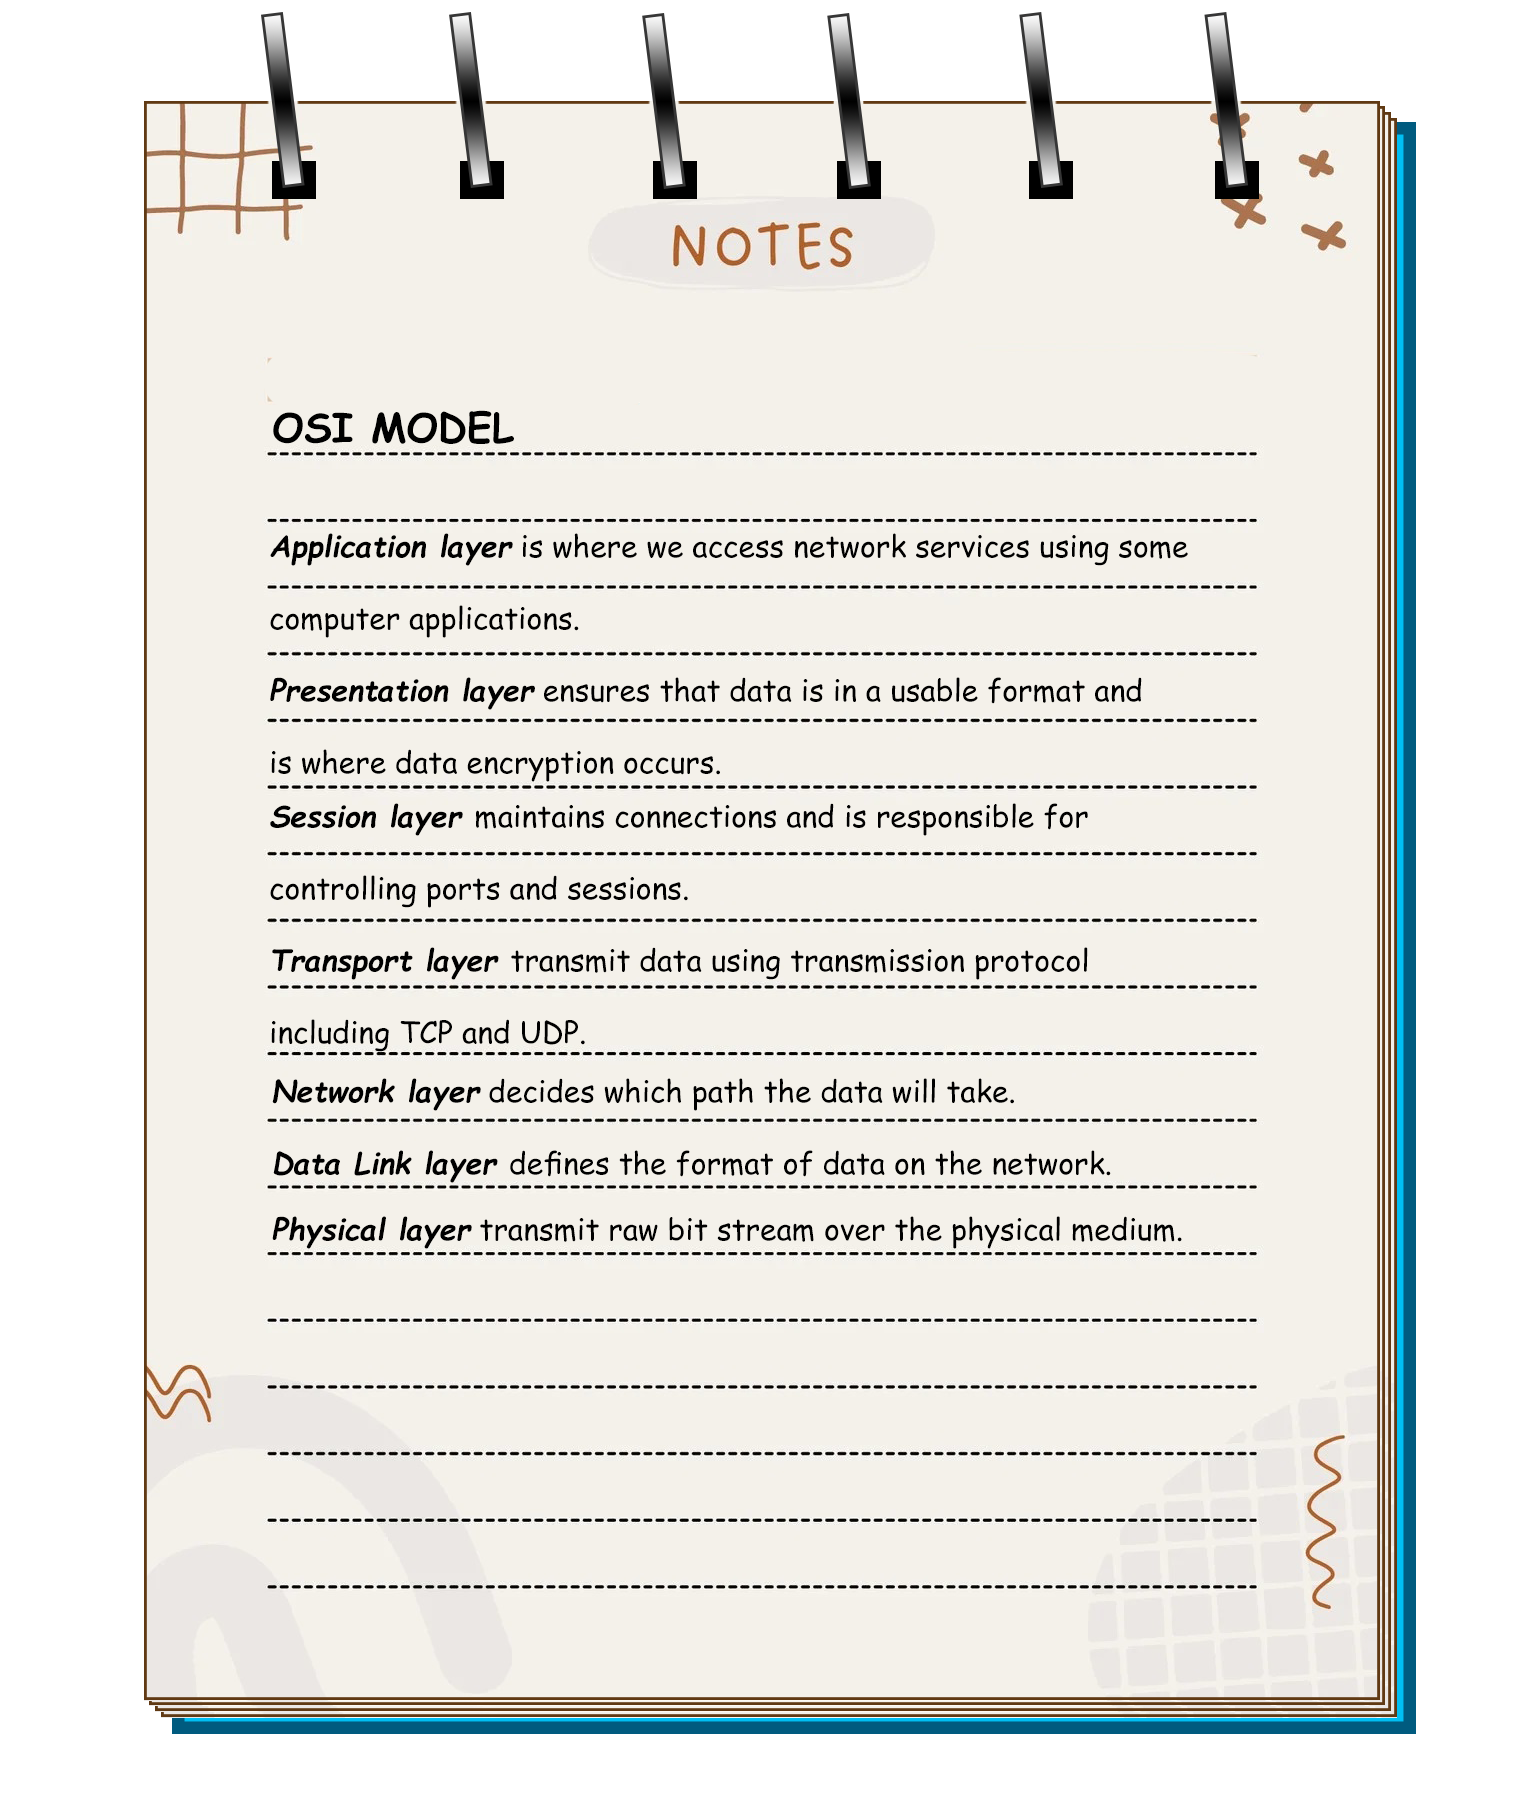 NOTES
OSI MODEL
Application layer is where we access network services using some
computer applications.
Presentation layer ensures that data is in a usable format and
is where data encryption occurs.
Session layer maintains connections and is responsible for
controlling ports and sessions.
Transport layer transmit data using transmission protocol
including TCP and UDP.
Network layer decides which path the data will take.
Data Link layer defines the format of data on the network.
Physical layer transmit raw bit stream over the physical medium.